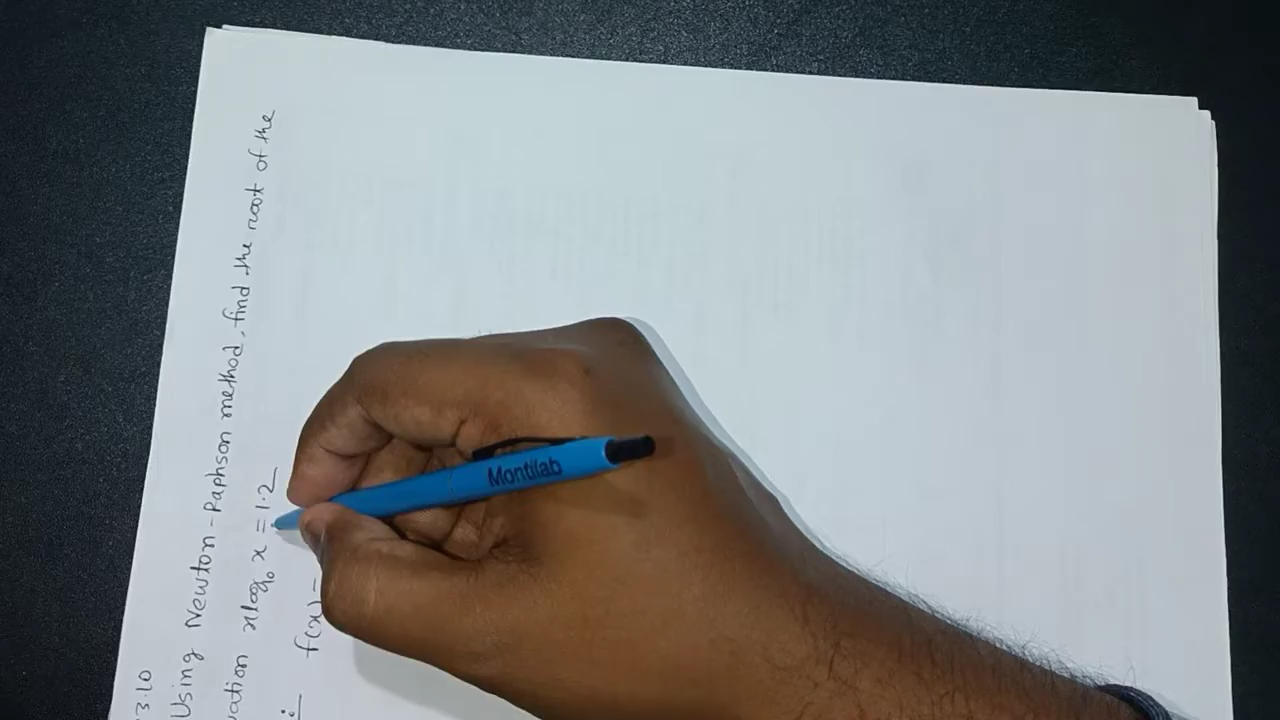 3.10
Using Newton-Raphson method, find the root of the
uation x log₁₀ x = 1.2
f(x) =
Montilab